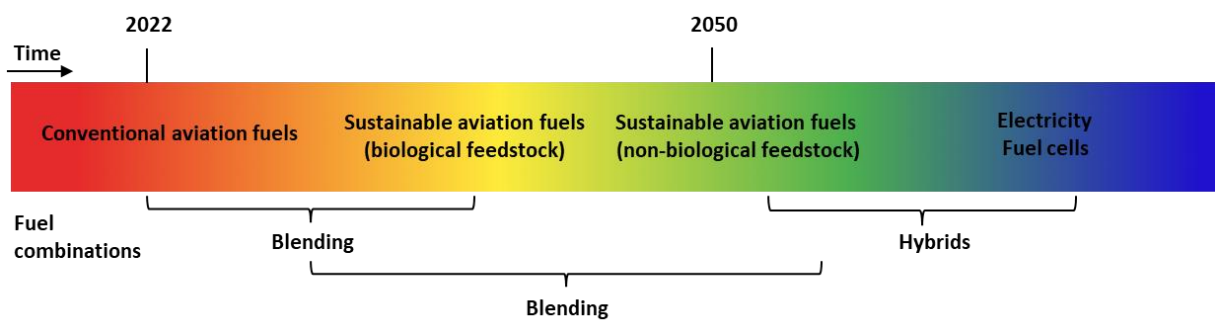 2022
2050
Time
Conventional aviation fuels
Sustainable aviation fuels
(biological feedstock)
Sustainable aviation fuels
(non-biological feedstock)
Electricity
Fuel cells
Fuel
combinations
Blending
Hybrids
Blending